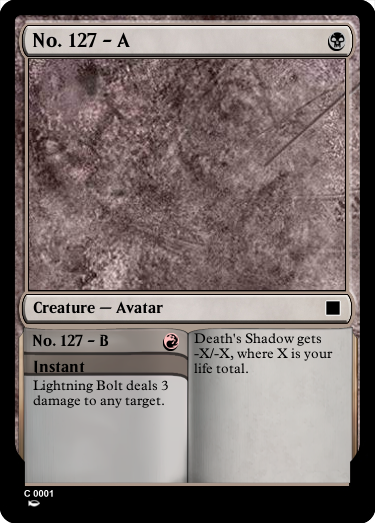 No. 127 – A
Creature — Avatar
No. 127 – B
Instant
Lightning Bolt deals 3
damage to any target.
Death's Shadow gets
-X/-X, where X is your
life total.
C 0001